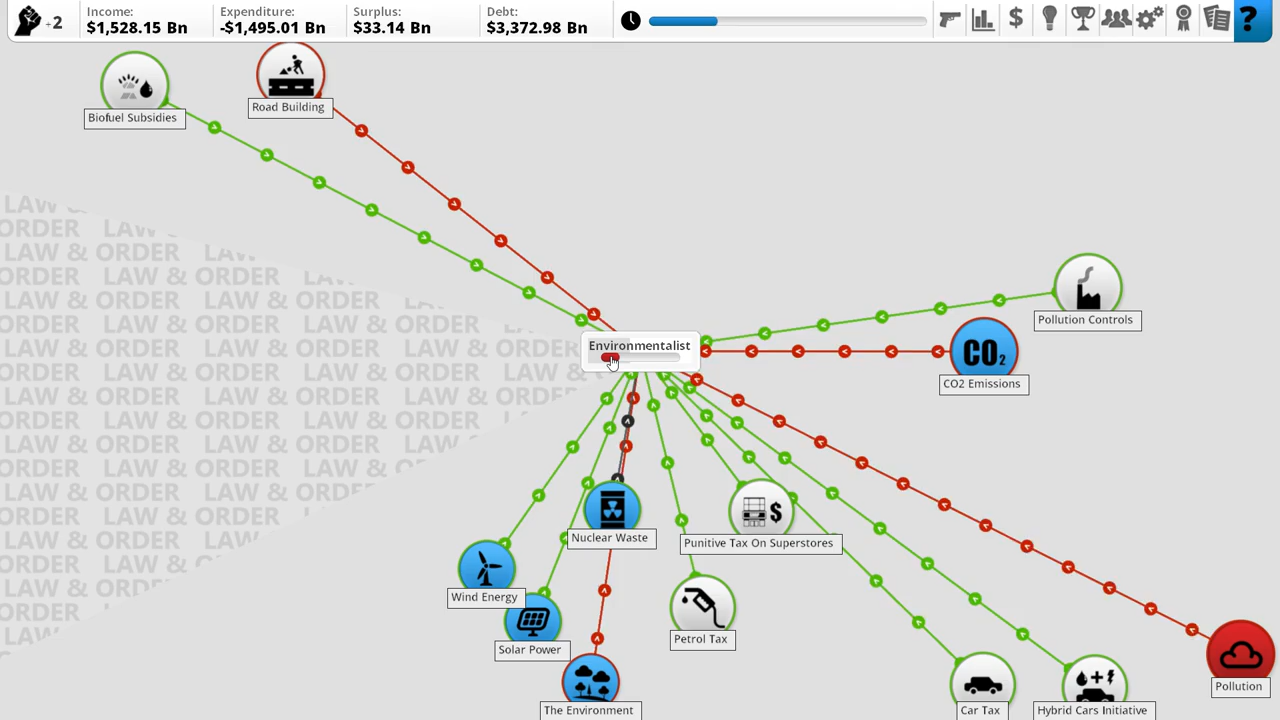 +2
Income:
$1,528.15 Bn
Expenditure:
-$1,495.01 Bn
Surplus:
$33.14 Bn
Debt:
$3,372.98 Bn
$
?
Biofuel Subsidies
Road Building
LAW & ORDER LAW & ORDER LAW & ORDER
Environmentalist
Pollution Controls
CO2
CO2 Emissions
Nuclear Waste
$
Punitive Tax On Superstores
Wind Energy
Solar Power
Petrol Tax
The Environment
Car Tax
Hybrid Cars Initiative
Pollution